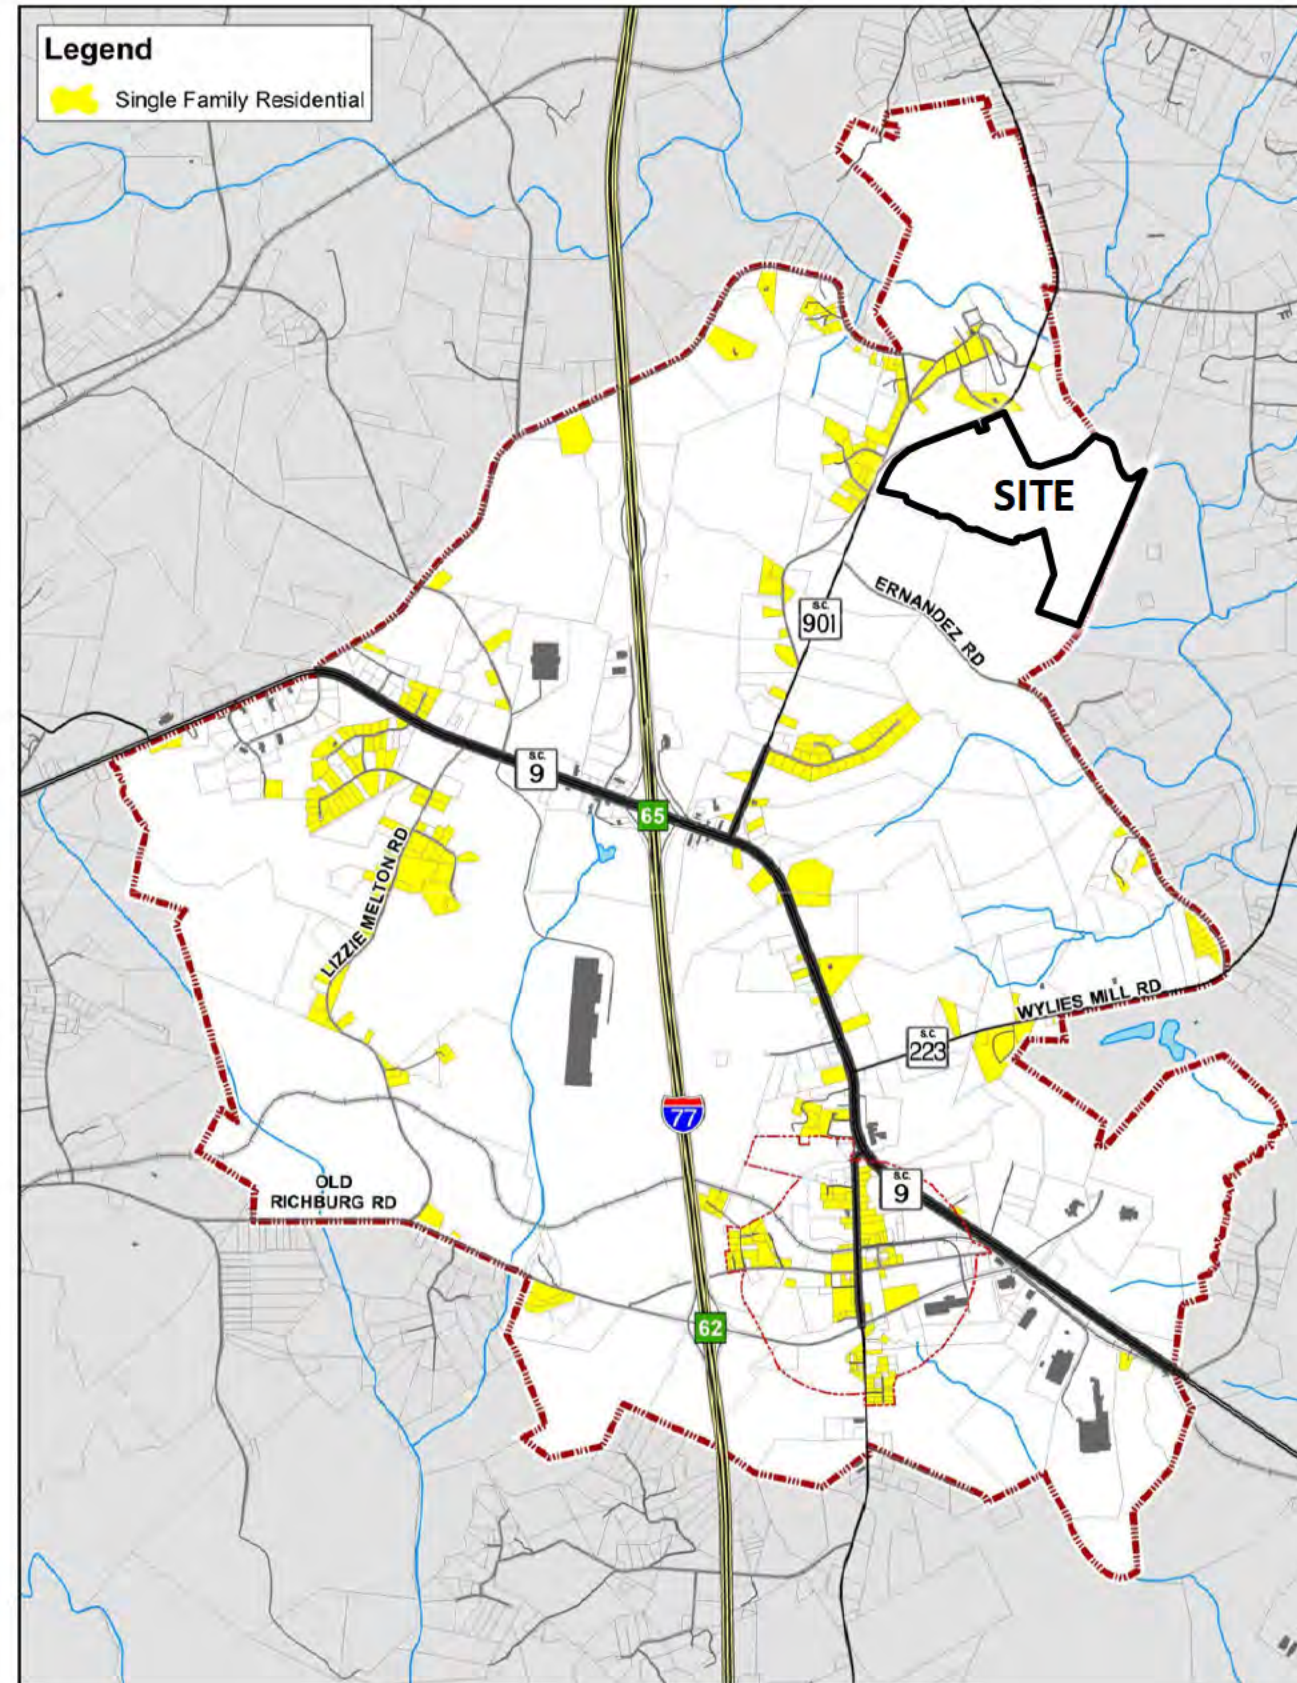 Legend
Single Family Residential
SITE
ERNANDEZ RD
S.C.
901
S.C.
9
65
LIZZIE MELTON RD
WYLIES MILL RD
S.C.
223
77
OLD
RICHBURG RD
S.C.
9
62